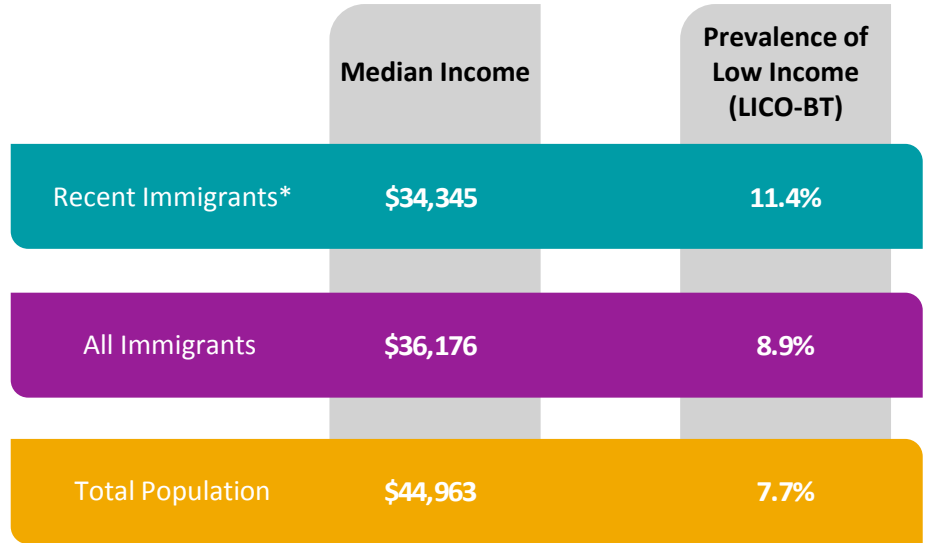 Median Income
Prevalence of
Low Income
(LICO-BT)
Recent Immigrants* $34,345 11.4%
All Immigrants $36,176 8.9%
Total Population $44,963 7.7%